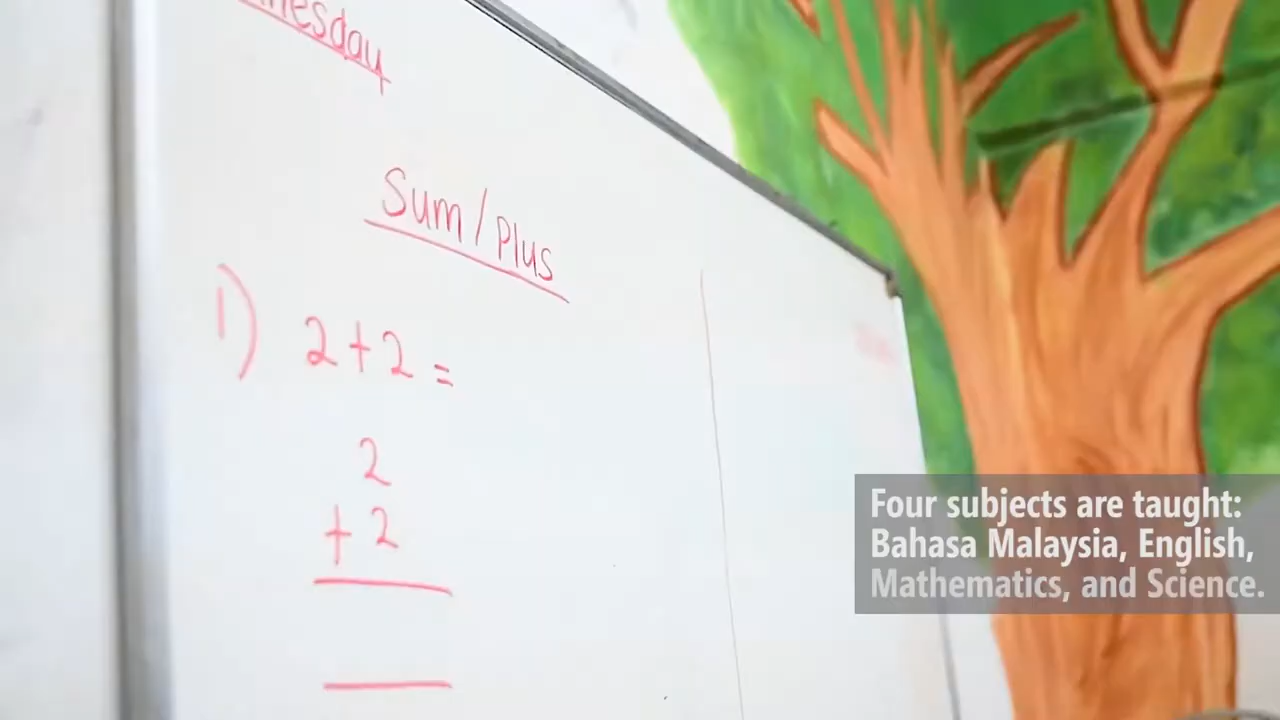 Sum/Plus
1) 2+2=
2
+ 2
Four subjects are taught:
Bahasa Malaysia, English,
Mathematics, and Science.